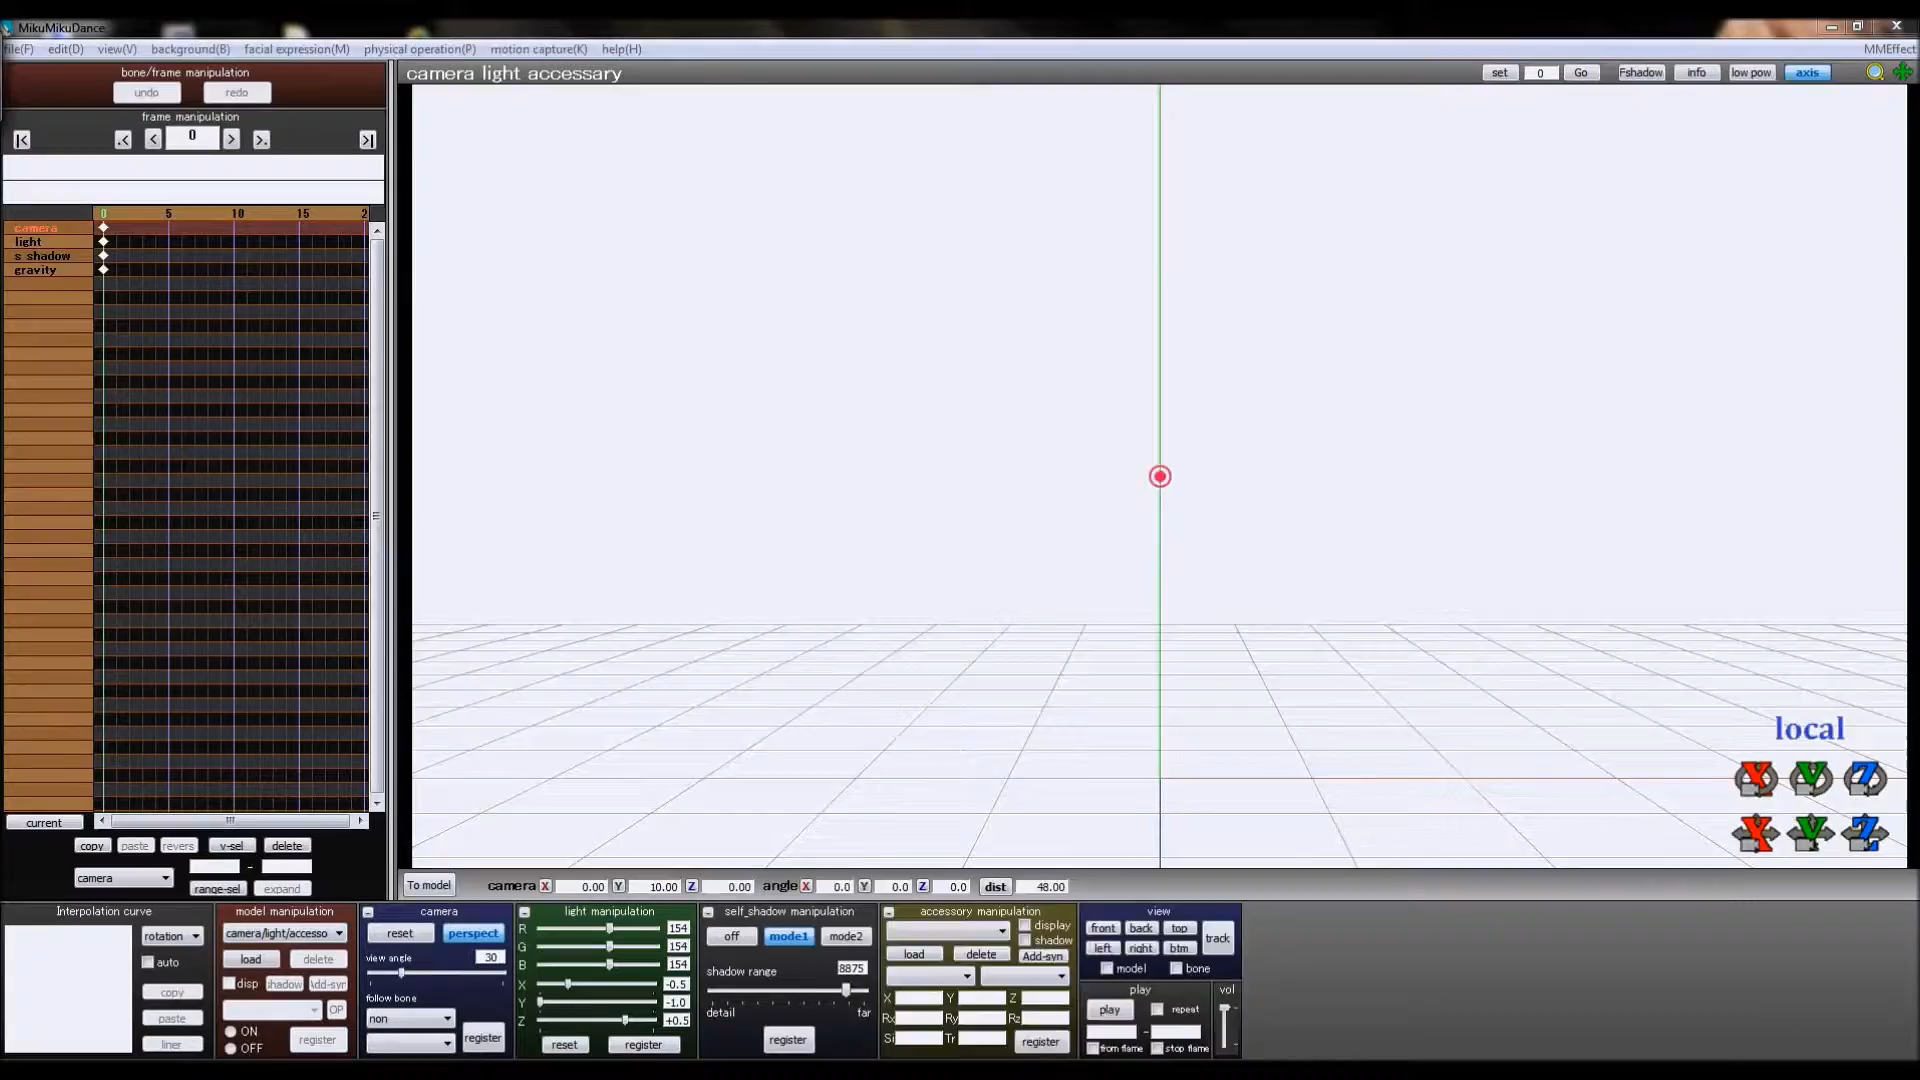 MikuMikuDance
file(F) edit(D) view(V) background(B) facial expression(M) physical operation(P) motion capture(K) help(H) MMEffect
bone/frame manipulation
undo redo
frame manipulation
0
camera light accessary
set 0 Go Fshadow info low pow axis
0 5 10 15 2
camera
light
s shadow
gravity
local
X Y Z
X Y Z
current
copy paste revers v-sel delete
camera
-
range-sel expand
To model camera X 0.00 Y 10.00 Z 0.00 angle X 0.0 Y 0.0 Z 0.0 dist 48.00
Interpolation curve
rotation
auto
copy
paste
liner
model manipulation
camera/light/accesso
load delete
disp shadow Add-syn
OP
ON
OFF
register
camera
reset perspect
view angle 30
follow bone
non
register
light manipulation
R 154
G 154
B 154
X -0.5
Y -1.0
Z +0.5
reset register
self_shadow manipulation
off mode1 mode2
shadow range 8875
detail far
register
accessory manipulation
display
shadow
load delete Add-syn
X Y Z
Rx Ry Rz
Si Tr register
view
front back top
left right btm
track
model bone
play
play repeat
-
from flame stop flame
vol